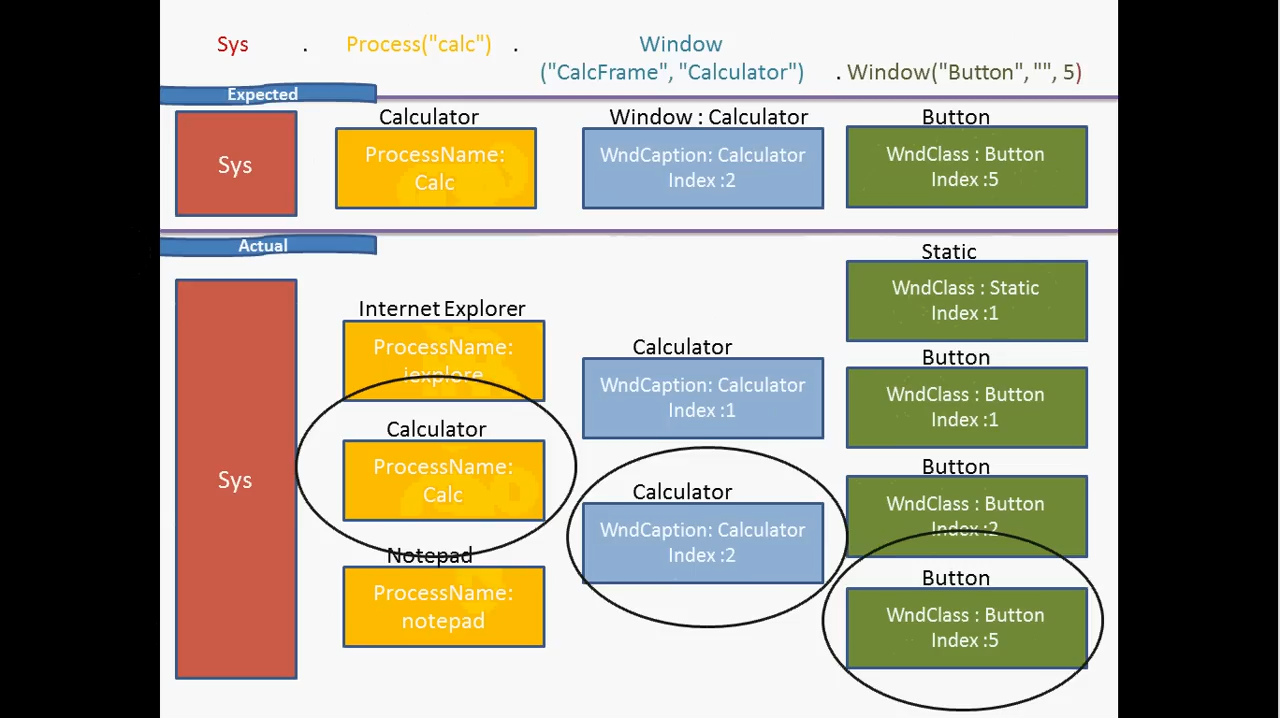 Sys . Process("calc") . Window
("CalcFrame", "Calculator") . Window("Button", "", 5)
Expected
Calculator Window : Calculator Button
Sys
ProcessName:
Calc
WndCaption: Calculator
Index :2
WndClass : Button
Index :5
Actual
Sys
Internet Explorer
ProcessName:
iexplore
Calculator
ProcessName:
Calc
Notepad
ProcessName:
notepad
Calculator
WndCaption: Calculator
Index :1
Calculator
WndCaption: Calculator
Index :2
Static
WndClass : Static
Index :1
Button
WndClass : Button
Index :1
Button
WndClass : Button
Index :2
Button
WndClass : Button
Index :5